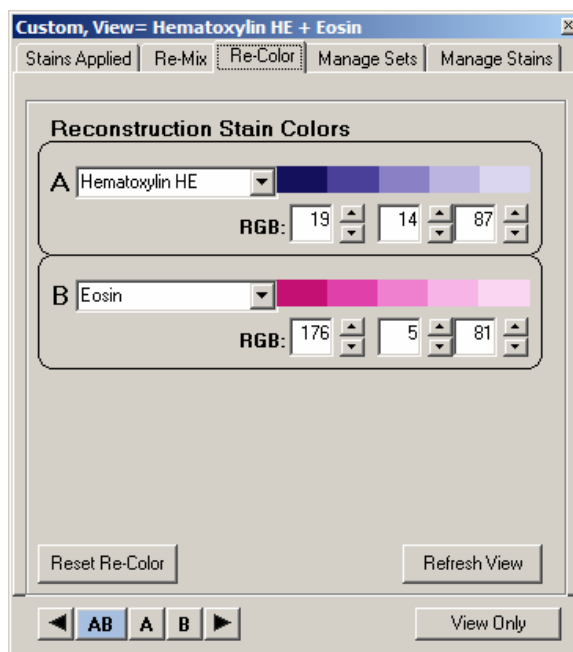 Custom, View= Hematoxylin HE + Eosin
Stains Applied Re-Mix Re-Color Manage Sets Manage Stains
Reconstruction Stain Colors
A Hematoxylin HE
RGB: 19 14 87
B Eosin
RGB: 176 5 81
Reset Re-Color Refresh View
AB A B View Only